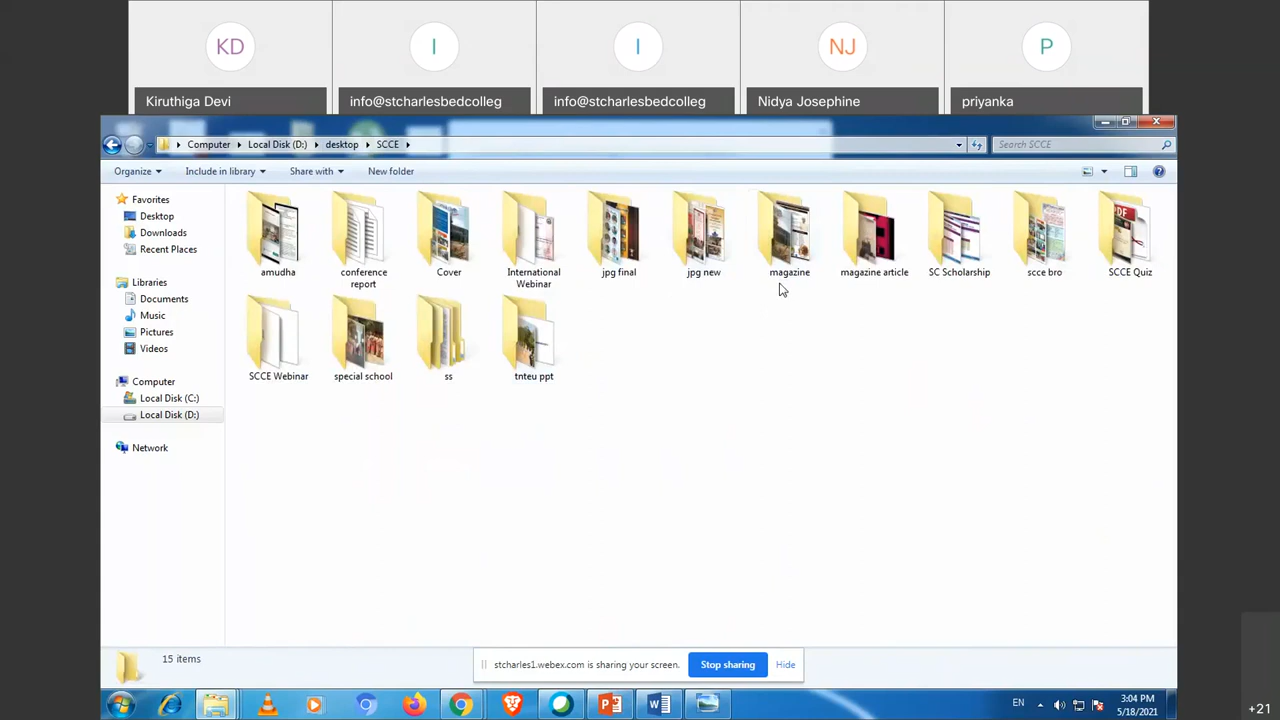 KD
I
I
NJ
P
Kiruthiga Devi
info@stcharlesbedcolleg
info@stcharlesbedcolleg
Nidya Josephine
priyanka
Computer
Local Disk (D:)
desktop
SCCE
Search SCCE
Organize
Include in library
Share with
New folder
Favorites
Desktop
Downloads
Recent Places
Libraries
Documents
Music
Pictures
Videos
Computer
Local Disk (C:)
Local Disk (D:)
Network
amudha
conference
report
Cover
International
Webinar
jpg final
jpg new
magazine
magazine article
SC Scholarship
scce bro
PDF
SCCE Quiz
SCCE Webinar
special school
ss
tnteu ppt
15 items
stcharles1.webex.com is sharing your screen.
Stop sharing
Hide
EN
3:04 PM
5/18/2021
+21